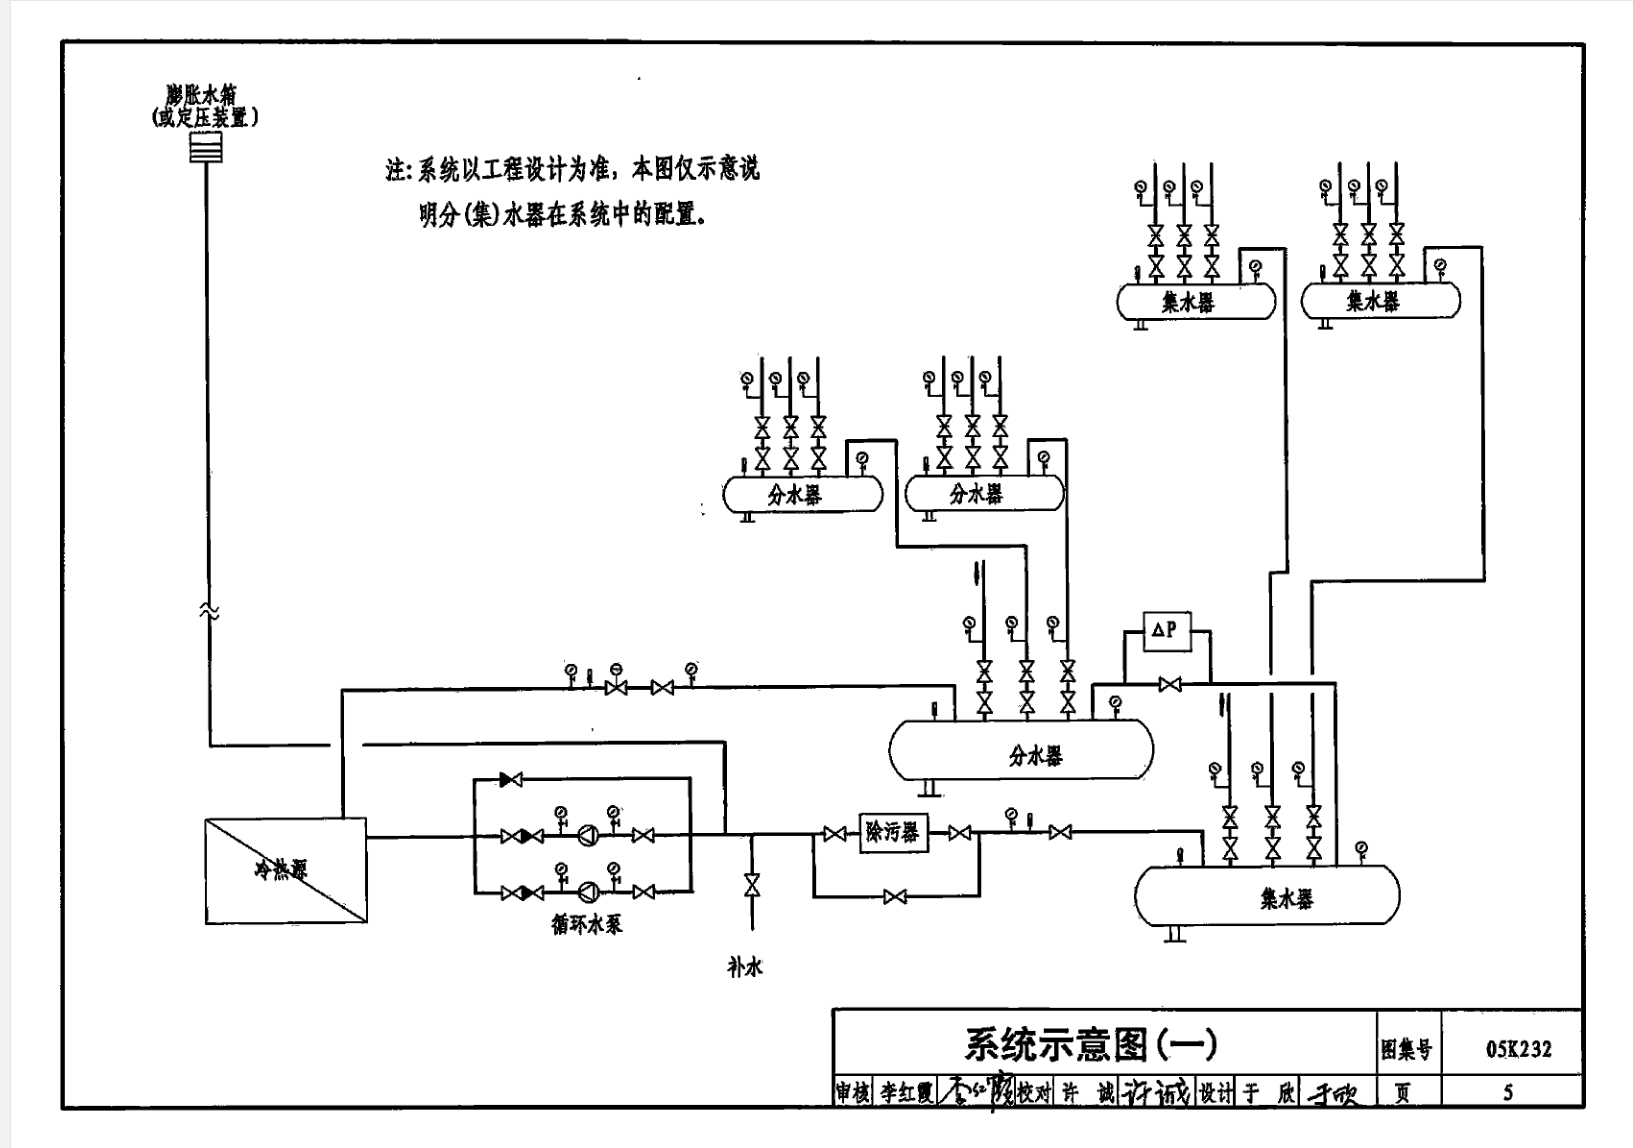 膨胀水箱
(或定压装置)
注:系统以工程设计为准,本图仅示意说
明分(集)水器在系统中的配置。
集水器
集水器
分水器
分水器
ΔP
分水器
除污器
冷热源
集水器
循环水泵
补水
系统示意图(一)
图集号
05K232
审核 李红霞 李红霞 校对 许 诚 许诚 设计 于 欣 于欣 页 5